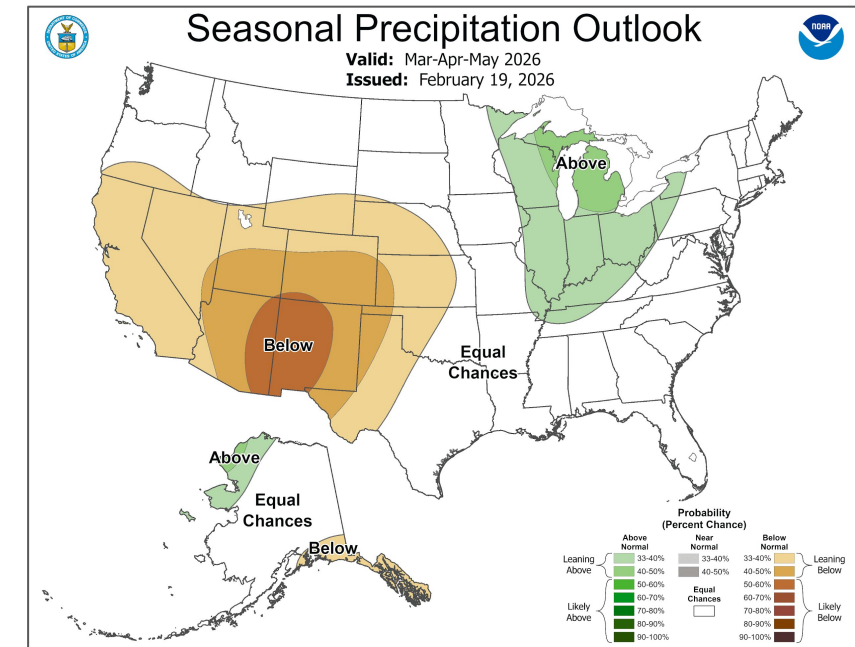 Seasonal Precipitation Outlook
Valid: Mar-Apr-May 2026
Issued: February 19, 2026
NOAA
Above
Below
Equal
Chances
Above
Equal
Chances
Below
Probability
(Percent Chance)
Above
Normal
Near
Normal
Below
Normal
Leaning
Above
33-40%
40-50%
Likely
Above
50-60%
60-70%
70-80%
80-90%
90-100%
33-40%
40-50%
Equal
Chances
33-40%
40-50%
Leaning
Below
50-60%
60-70%
70-80%
80-90%
90-100%
Likely
Below